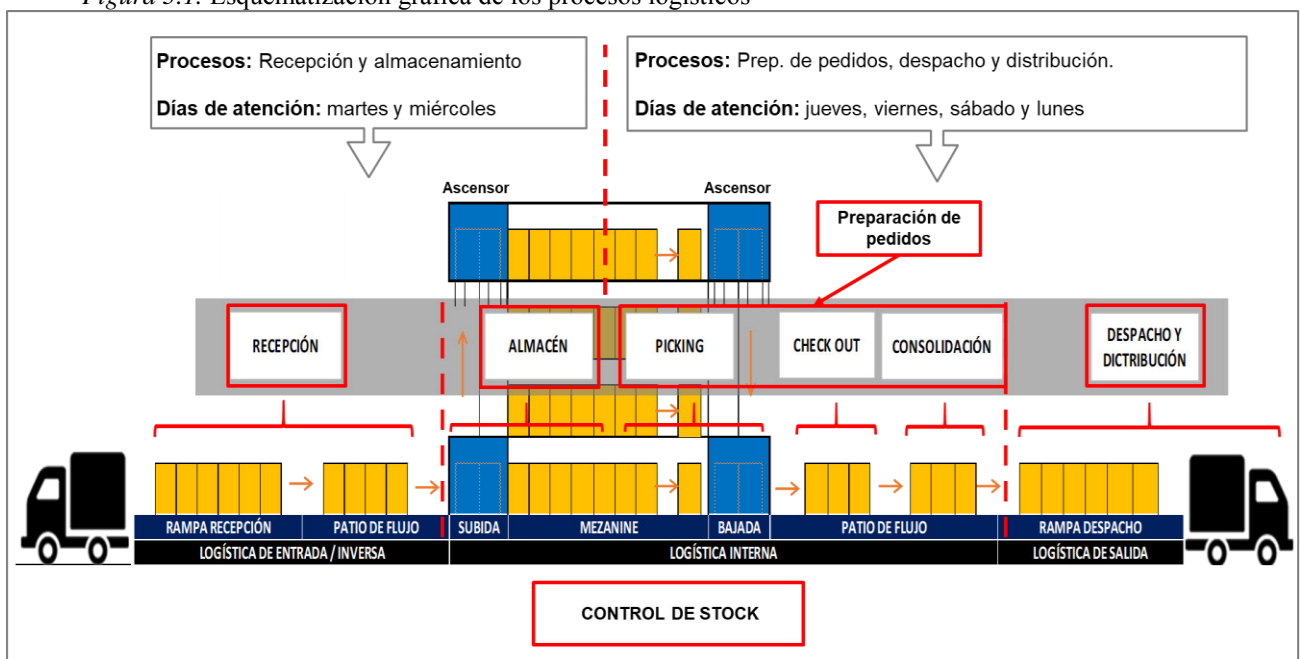 Figura 3.1. Esquematización gráfica de los procesos logísticos
Procesos: Recepción y almacenamiento
Días de atención: martes y miércoles
Procesos: Prep. de pedidos, despacho y distribución.
Días de atención: jueves, viernes, sábado y lunes
Ascensor
Ascensor
Preparación de
pedidos
RECEPCIÓN
ALMACÉN
PICKING
CHECK OUT
CONSOLIDACIÓN
DESPACHO Y
DICTRIBUCIÓN
RAMPA RECEPCIÓN
PATIO DE FLUJO
SUBIDA
MEZANINE
BAJADA
PATIO DE FLUJO
RAMPA DESPACHO
LOGÍSTICA DE ENTRADA / INVERSA
LOGÍSTICA INTERNA
LOGÍSTICA DE SALIDA
CONTROL DE STOCK